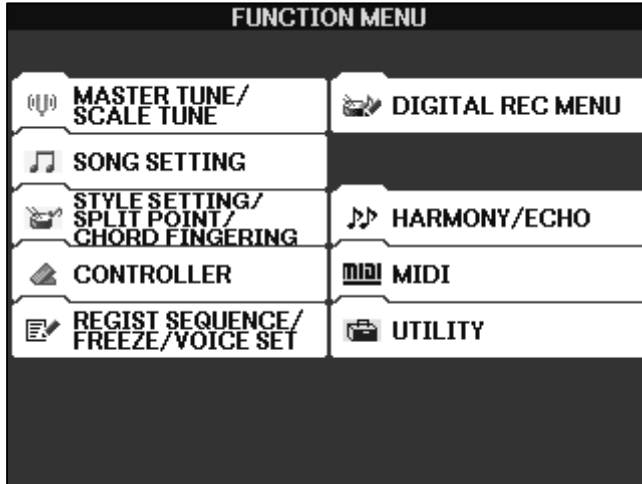 FUNCTION MENU
MASTER TUNE/
SCALE TUNE
SONG SETTING
STYLE SETTING/
SPLIT POINT/
CHORD FINGERING
CONTROLLER
REGIST SEQUENCE/
FREEZE/VOICE SET
DIGITAL REC MENU
HARMONY/ECHO
MIDI MIDI
UTILITY